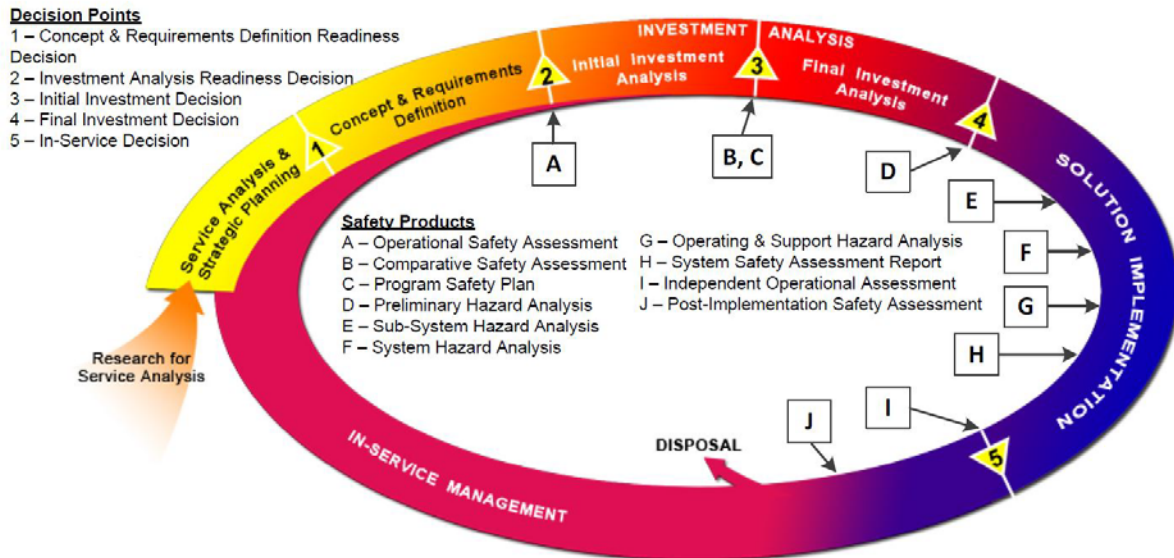 Decision Points
1 – Concept & Requirements Definition Readiness
Decision
2 – Investment Analysis Readiness Decision
3 – Initial Investment Decision
4 – Final Investment Decision
5 – In-Service Decision
Service Analysis &
Strategic Planning
1
Concept & Requirements
Definition
2
INVESTMENT ANALYSIS
Initial Investment
Analysis
3
Final Investment
Analysis
4
SOLUTION IMPLEMENTATION
A
B, C
D
E
F
G
H
I
J
5
Safety Products
A – Operational Safety Assessment
B – Comparative Safety Assessment
C – Program Safety Plan
D – Preliminary Hazard Analysis
E – Sub-System Hazard Analysis
F – System Hazard Analysis
G – Operating & Support Hazard Analysis
H – System Safety Assessment Report
I – Independent Operational Assessment
J – Post-Implementation Safety Assessment
Research for
Service Analysis
DISPOSAL
IN-SERVICE MANAGEMENT